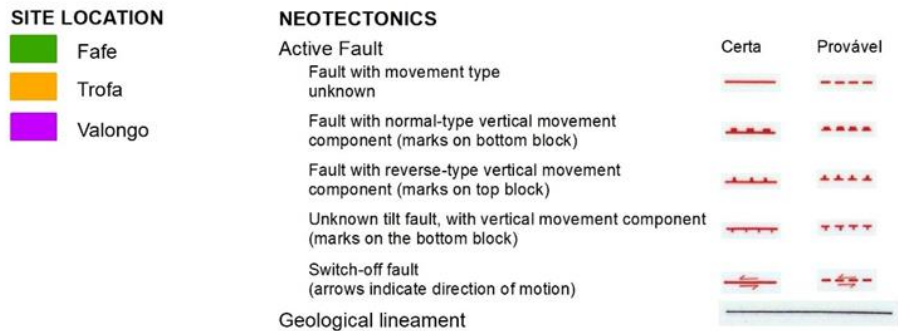 SITE LOCATION
Fafe
Trofa
Valongo
NEOTECTONICS
Active Fault
Certa
Provável
Fault with movement type
unknown
Fault with normal-type vertical movement
component (marks on bottom block)
Fault with reverse-type vertical movement
component (marks on top block)
Unknown tilt fault, with vertical movement component
(marks on the bottom block)
Switch-off fault
(arrows indicate direction of motion)
Geological lineament